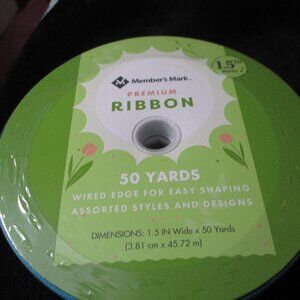 Member's Mark
PREMIUM
RIBBON
1.5 in
50 YARDS
WIRED EDGE FOR EASY SHAPING
ASSORTED STYLES AND DESIGNS
DIMENSIONS: 1.5 IN Wide x 50 Yards
(3.81 cm x 45.72 m)